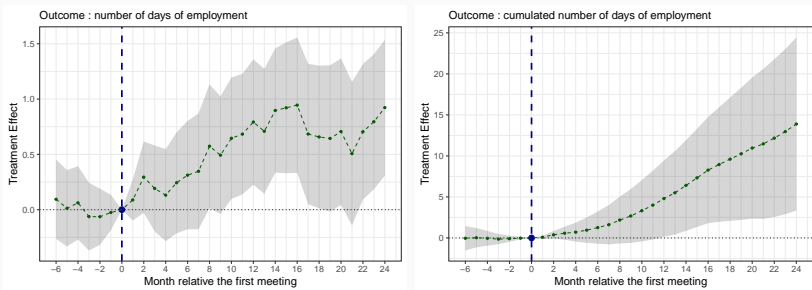 Outcome : number of days of employment
1.5
1.0
0.5
0.0
Treatment Effect
−6 −4 −2 0 2 4 6 8 10 12 14 16 18 20 22 24
Month relative the first meeting
Outcome : cumulated number of days of employment
25
20
15
10
5
0
Treatment Effect
−6 −4 −2 0 2 4 6 8 10 12 14 16 18 20 22 24
Month relative the first meeting